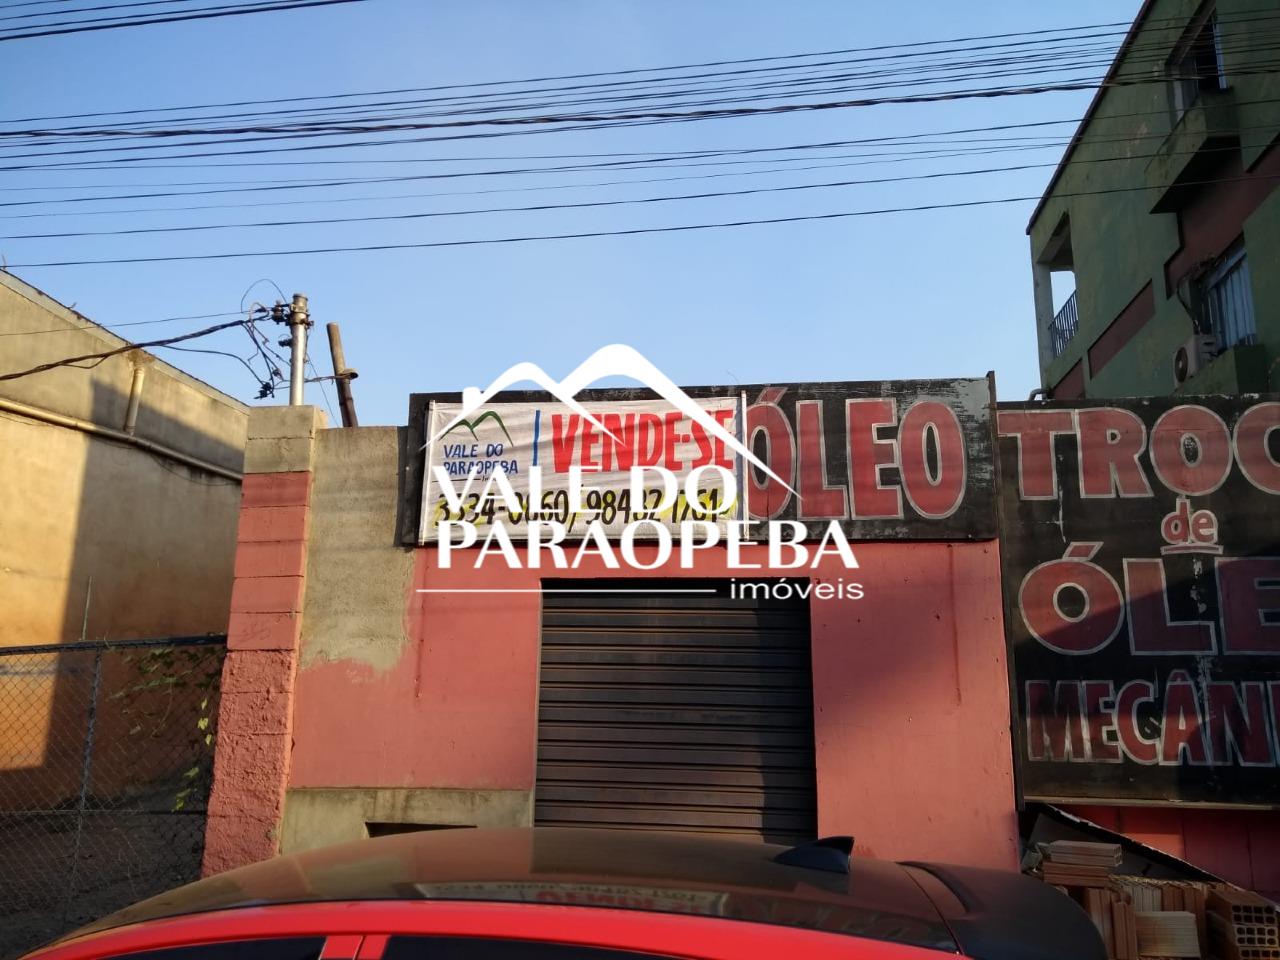 VALE DO
PARAOPEBA
VENDE-SE
ÓLEO
VALE DO
PARAOPEBA
imóveis
TROC
de
ÓLE
MECÂN